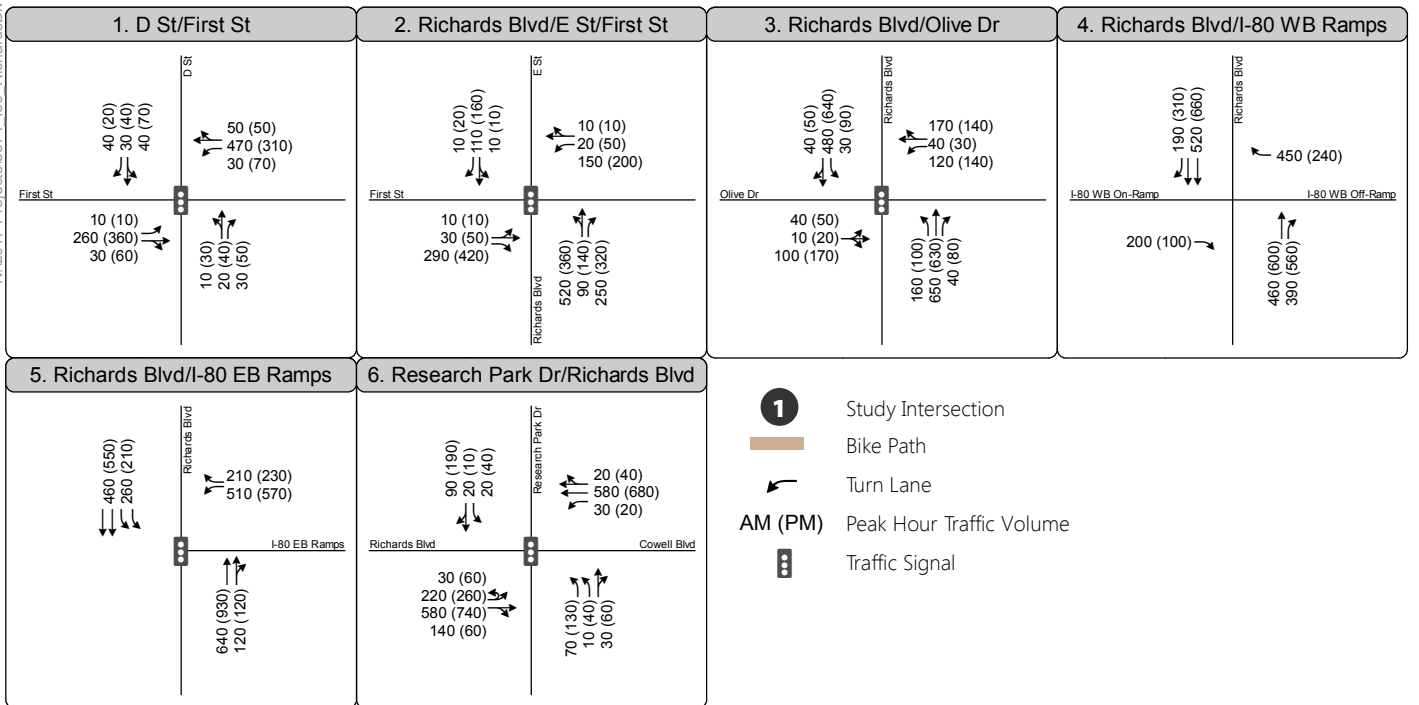 1. D St/First St
D St
40 (20)
30 (40)
40 (70)
50 (50)
470 (310)
30 (70)
First St
10 (10)
260 (360)
30 (60)
10 (30)
20 (40)
30 (50)
2. Richards Blvd/E St/First St
E St
10 (20)
110 (160)
10 (10)
10 (10)
20 (50)
150 (200)
First St
10 (10)
30 (50)
290 (420)
Richards Blvd
520 (360)
90 (140)
250 (320)
3. Richards Blvd/Olive Dr
Richards Blvd
40 (50)
480 (640)
30 (90)
170 (140)
40 (30)
120 (140)
Olive Dr
40 (50)
10 (20)
100 (170)
160 (100)
650 (630)
40 (80)
4. Richards Blvd/I-80 WB Ramps
Richards Blvd
190 (310)
520 (660)
450 (240)
I-80 WB On-Ramp
I-80 WB Off-Ramp
200 (100)
460 (600)
390 (560)
5. Richards Blvd/I-80 EB Ramps
Richards Blvd
460 (550)
260 (210)
210 (230)
510 (570)
I-80 EB Ramps
640 (930)
120 (120)
6. Research Park Dr/Richards Blvd
Research Park Dr
90 (190)
20 (10)
20 (40)
20 (40)
580 (680)
30 (20)
Richards Blvd
Cowell Blvd
30 (60)
220 (260)
580 (740)
140 (60)
70 (130)
10 (40)
30 (60)
1 Study Intersection
Bike Path
Turn Lane
AM (PM) Peak Hour Traffic Volume
Traffic Signal